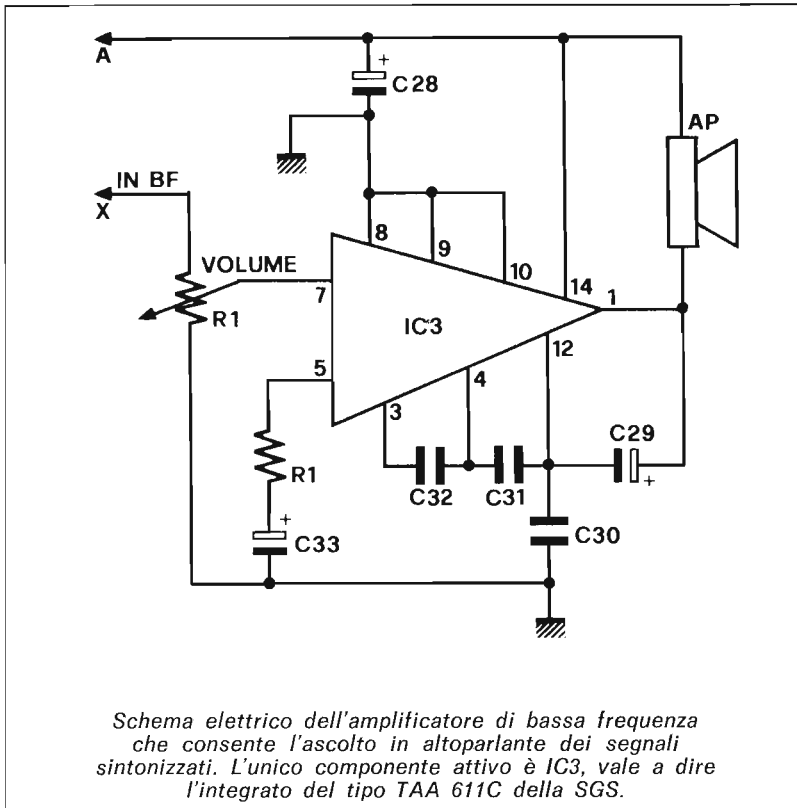 A
+
C28
AP
IN BF
X
8
9
10
VOLUME
7
14
1
R1
IC3
12
5
4
3
C29
R1
C32
C31
+
+
C33
C30
Schema elettrico dell'amplificatore di bassa frequenza
che consente l'ascolto in altoparlante dei segnali
sintonizzati. L'unico componente attivo è IC3, vale a dire
l'integrato del tipo TAA 611C della SGS.